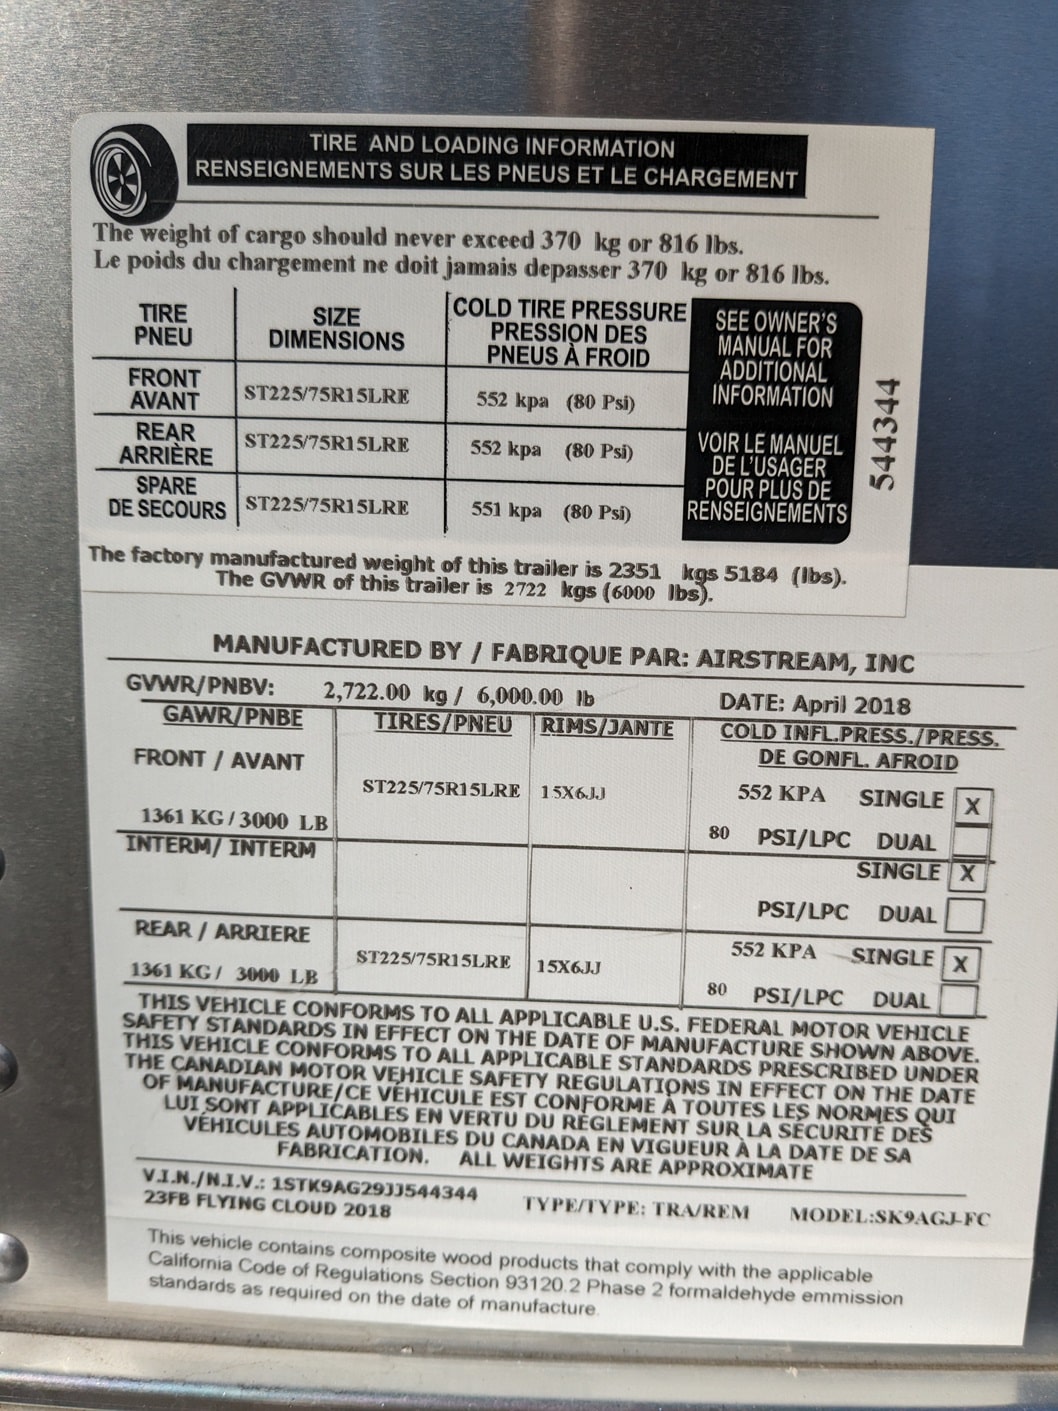 TIRE AND LOADING INFORMATION
RENSEIGNEMENTS SUR LES PNEUS ET LE CHARGEMENT
The weight of cargo should never exceed 370 kg or 816 lbs.
Le poids du chargement ne doit jamais depasser 370 kg or 816 lbs.
TIRE
PNEU
SIZE
DIMENSIONS
COLD TIRE PRESSURE
PRESSION DES
PNEUS À FROID
FRONT
AVANT
ST225/75R15LRE
552 kpa (80 Psi)
REAR
ARRIÈRE
ST225/75R15LRE
552 kpa (80 Psi)
SPARE
DE SECOURS
ST225/75R15LRE
551 kpa (80 Psi)
SEE OWNER'S
MANUAL FOR
ADDITIONAL
INFORMATION
VOIR LE MANUEL
DE L'USAGER
POUR PLUS DE
RENSEIGNEMENTS
544344
The factory manufactured weight of this trailer is 2351 kgs 5184 (lbs).
The GVWR of this trailer is 2722 kgs (6000 lbs).
MANUFACTURED BY / FABRIQUE PAR: AIRSTREAM, INC
GVWR/PNBV: 2,722.00 kg / 6,000.00 lb DATE: April 2018
GAWR/PNBE TIRES/PNEU RIMS/JANTE COLD INFL.PRESS./PRESS.
DE GONFL. AFROID
FRONT / AVANT
ST225/75R15LRE 15X6JJ 552 KPA SINGLE X
1361 KG / 3000 LB 80 PSI/LPC DUAL
INTERM/ INTERM SINGLE X
PSI/LPC DUAL
REAR / ARRIERE
ST225/75R15LRE 15X6JJ 552 KPA SINGLE X
1361 KG / 3000 LB 80 PSI/LPC DUAL
THIS VEHICLE CONFORMS TO ALL APPLICABLE U.S. FEDERAL MOTOR VEHICLE
SAFETY STANDARDS IN EFFECT ON THE DATE OF MANUFACTURE SHOWN ABOVE.
THIS VEHICLE CONFORMS TO ALL APPLICABLE STANDARDS PRESCRIBED UNDER
THE CANADIAN MOTOR VEHICLE SAFETY REGULATIONS IN EFFECT ON THE DATE
OF MANUFACTURE/CE VÉHICULE EST CONFORME À TOUTES LES NORMES QUI
LUI SONT APPLICABLES EN VERTU DU RÈGLEMENT SUR LA SÉCURITÉ DES
VÉHICULES AUTOMOBILES DU CANADA EN VIGUEUR À LA DATE DE SA
FABRICATION. ALL WEIGHTS ARE APPROXIMATE
V.I.N./N.I.V.: 1STK9AG29JJ544344
23FB FLYING CLOUD 2018 TYPE/TYPE: TRA/REM MODEL:SK9AGJ-FC
This vehicle contains composite wood products that comply with the applicable
California Code of Regulations Section 93120.2 Phase 2 formaldehyde emmission
standards as required on the date of manufacture.